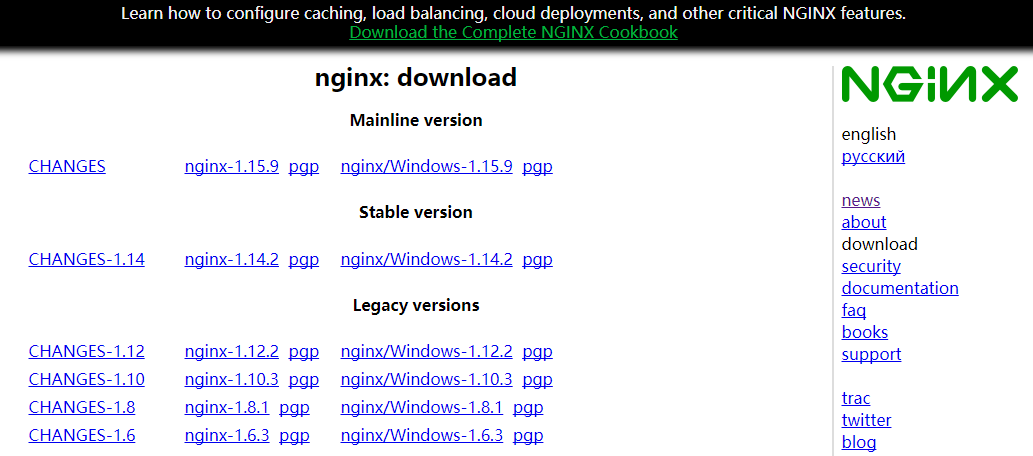 Learn how to configure caching, load balancing, cloud deployments, and other critical NGINX features.
Download the Complete NGINX Cookbook
nginx: download
Mainline version
CHANGES nginx-1.15.9 pgp nginx/Windows-1.15.9 pgp
Stable version
CHANGES-1.14 nginx-1.14.2 pgp nginx/Windows-1.14.2 pgp
Legacy versions
CHANGES-1.12 nginx-1.12.2 pgp nginx/Windows-1.12.2 pgp
CHANGES-1.10 nginx-1.10.3 pgp nginx/Windows-1.10.3 pgp
CHANGES-1.8 nginx-1.8.1 pgp nginx/Windows-1.8.1 pgp
CHANGES-1.6 nginx-1.6.3 pgp nginx/Windows-1.6.3 pgp
NGINX
english
русский
news
about
download
security
documentation
faq
books
support
trac
twitter
blog